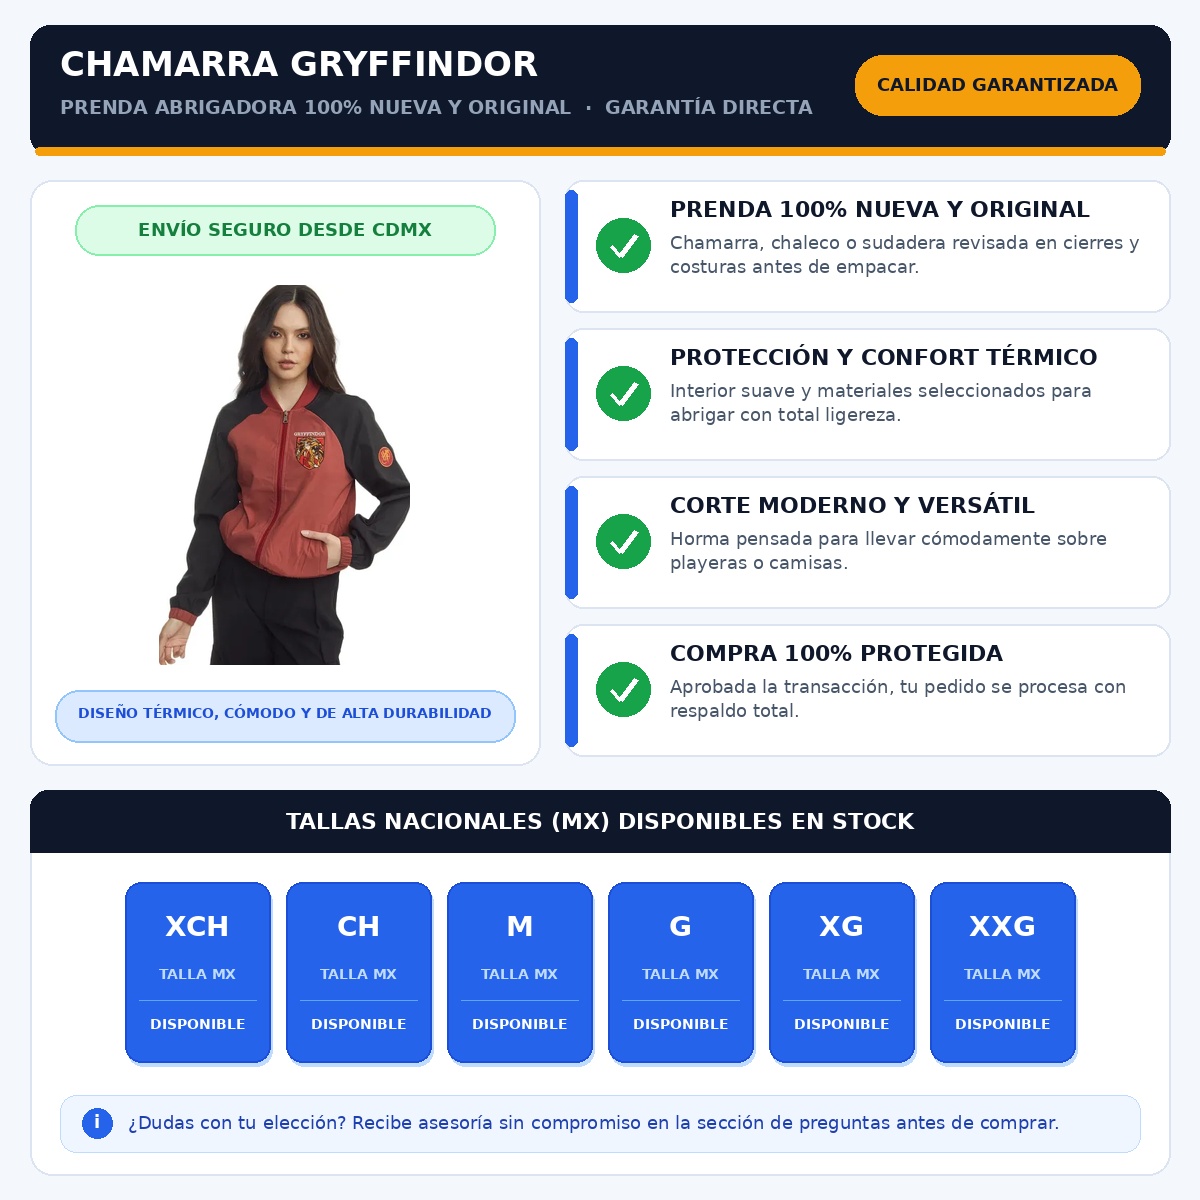 CHAMARRA GRYFFINDOR
PRENDA ABRIGADORA 100% NUEVA Y ORIGINAL · GARANTÍA DIRECTA
CALIDAD GARANTIZADA
ENVÍO SEGURO DESDE CDMX
GRYFFINDOR
DISEÑO TÉRMICO, CÓMODO Y DE ALTA DURABILIDAD
PRENDA 100% NUEVA Y ORIGINAL
Chamarra, chaleco o sudadera revisada en cierres y
costuras antes de empacar.
PROTECCIÓN Y CONFORT TÉRMICO
Interior suave y materiales seleccionados para
abrigar con total ligereza.
CORTE MODERNO Y VERSÁTIL
Horma pensada para llevar cómodamente sobre
playeras o camisas.
COMPRA 100% PROTEGIDA
Aprobada la transacción, tu pedido se procesa con
respaldo total.
TALLAS NACIONALES (MX) DISPONIBLES EN STOCK
XCH
TALLA MX
DISPONIBLE
CH
TALLA MX
DISPONIBLE
M
TALLA MX
DISPONIBLE
G
TALLA MX
DISPONIBLE
XG
TALLA MX
DISPONIBLE
XXG
TALLA MX
DISPONIBLE
i
¿Dudas con tu elección? Recibe asesoría sin compromiso en la sección de preguntas antes de comprar.